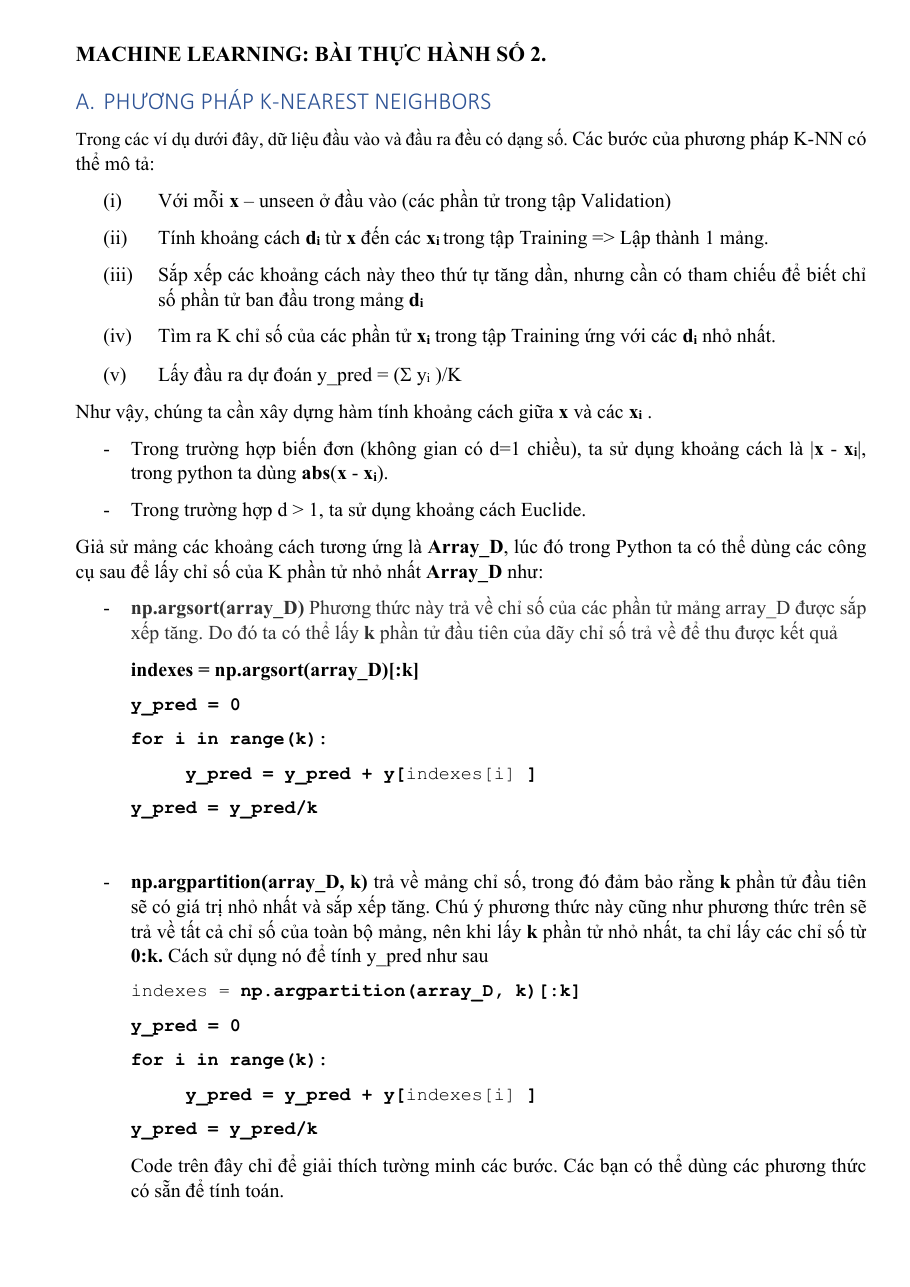 MACHINE LEARNING: BÀI THỰC HÀNH SỐ 2.
A. PHƯƠNG PHÁP K-NEAREST NEIGHBORS
Trong các ví dụ dưới đây, dữ liệu đầu vào và đầu ra đều có dạng số. Các bước của phương pháp K-NN có
thể mô tả:
(i) Với mỗi x – unseen ở đầu vào (các phần tử trong tập Validation)
(ii) Tính khoảng cách di từ x đến các xi trong tập Training => Lập thành 1 mảng.
(iii) Sắp xếp các khoảng cách này theo thứ tự tăng dần, nhưng cần có tham chiếu để biết chỉ
số phần tử ban đầu trong mảng di
(iv) Tìm ra K chỉ số của các phần tử xi trong tập Training ứng với các di nhỏ nhất.
(v) Lấy đầu ra dự đoán y_pred = (Σ yi )/K
Như vậy, chúng ta cần xây dựng hàm tính khoảng cách giữa x và các xi .
- Trong trường hợp biến đơn (không gian có d=1 chiều), ta sử dụng khoảng cách là |x - xi|,
trong python ta dùng abs(x - xi).
- Trong trường hợp d > 1, ta sử dụng khoảng cách Euclide.
Giả sử mảng các khoảng cách tương ứng là Array_D, lúc đó trong Python ta có thể dùng các công
cụ sau để lấy chỉ số của K phần tử nhỏ nhất Array_D như:
- np.argsort(array_D) Phương thức này trả về chỉ số của các phần tử mảng array_D được sắp
xếp tăng. Do đó ta có thể lấy k phần tử đầu tiên của dãy chỉ số trả về để thu được kết quả
indexes = np.argsort(array_D)[:k]
y_pred = 0
for i in range(k):
y_pred = y_pred + y[indexes[i] ]
y_pred = y_pred/k
- np.argpartition(array_D, k) trả về mảng chỉ số, trong đó đảm bảo rằng k phần tử đầu tiên
sẽ có giá trị nhỏ nhất và sắp xếp tăng. Chú ý phương thức này cũng như phương thức trên sẽ
trả về tất cả chỉ số của toàn bộ mảng, nên khi lấy k phần tử nhỏ nhất, ta chỉ lấy các chỉ số từ
0:k. Cách sử dụng nó để tính y_pred như sau
indexes = np.argpartition(array_D, k)[:k]
y_pred = 0
for i in range(k):
y_pred = y_pred + y[indexes[i] ]
y_pred = y_pred/k
Code trên đây chỉ để giải thích tường minh các bước. Các bạn có thể dùng các phương thức
có sẵn để tính toán.